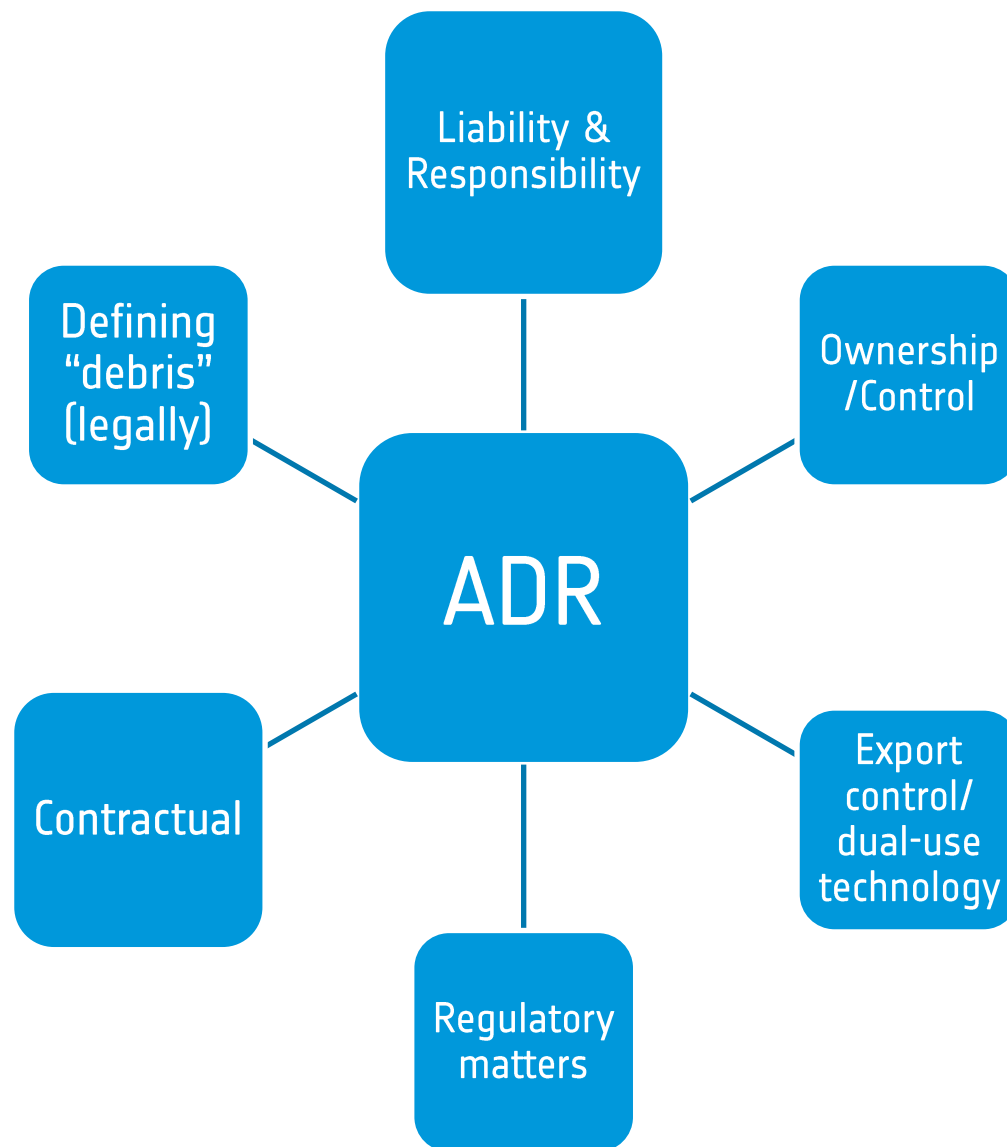 Liability &
Responsibility
Defining
“debris”
(legally)
Ownership
/Control
ADR
Contractual
Export
control/
dual-use
technology
Regulatory
matters